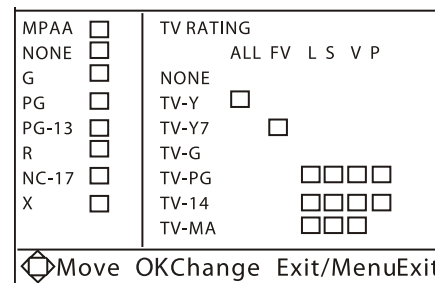 MPAA
NONE
G
PG
PG-13
R
NC-17
X
TV RATING
ALL FV L S V P
NONE
TV-Y
TV-Y7
TV-G
TV-PG
TV-14
TV-MA
Move OKChange Exit/MenuExit